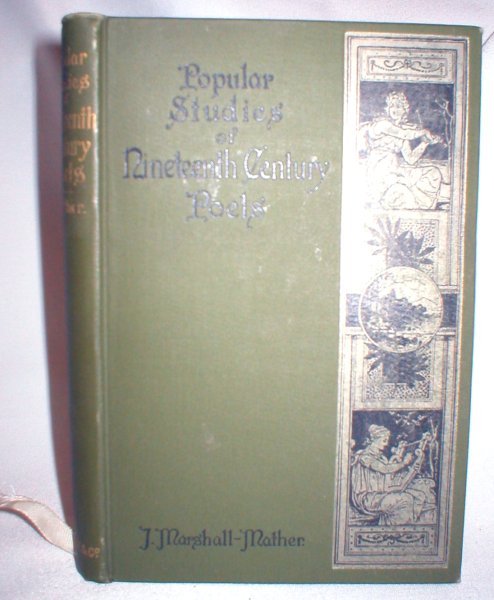 Popular
Studies
of
Nineteenth Century
Poets
J. Marshall-Mather